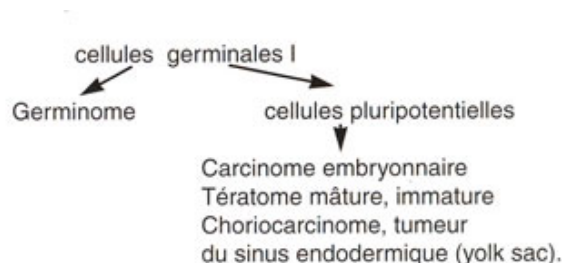 cellules germinales I
Germinome cellules pluripotentielles
Carcinome embryonnaire
Tératome mâture, immature
Choriocarcinome, tumeur
du sinus endodermique (yolk sac).